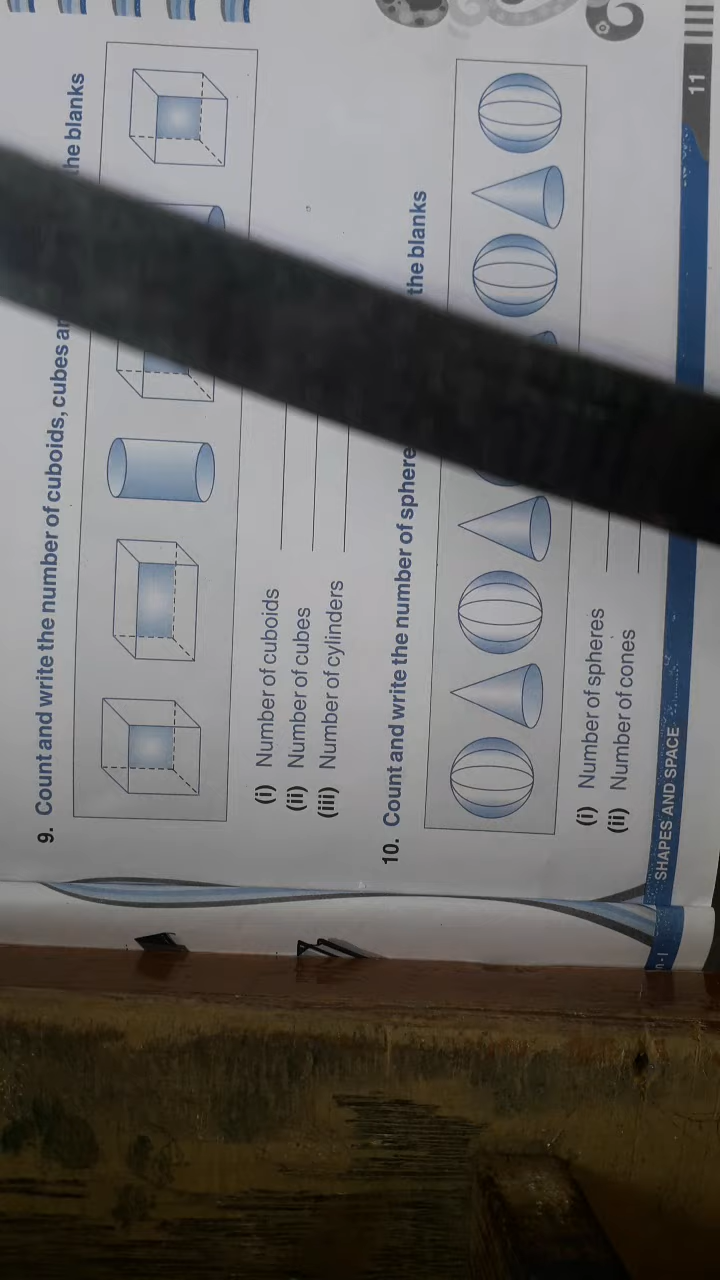 9. Count and write the number of cuboids, cubes the blanks
(i) Number of cuboids
(ii) Number of cubes
(iii) Number of cylinders
10. Count and write the number of the blanks
(i) Number of spheres
(ii) Number of cones
SHAPES AND SPACE
11